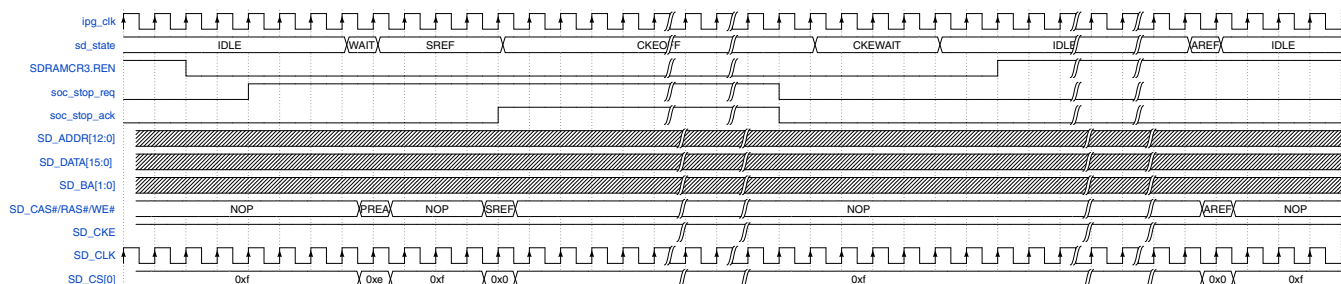 ipg_clk
sd_state IDLE WAIT SREF CKEOFF CKEWAIT IDLE AREF IDLE
SDRAMCR3.REN
soc_stop_req
soc_stop_ack
SD_ADDR[12:0]
SD_DATA[15:0]
SD_BA[1:0]
SD_CAS#/RAS#/WE# NOP PREA NOP SREF NOP AREF NOP
SD_CKE
SD_CLK
SD_CS[0] 0xf 0xe 0xf 0x0 0xf 0x0 0xf